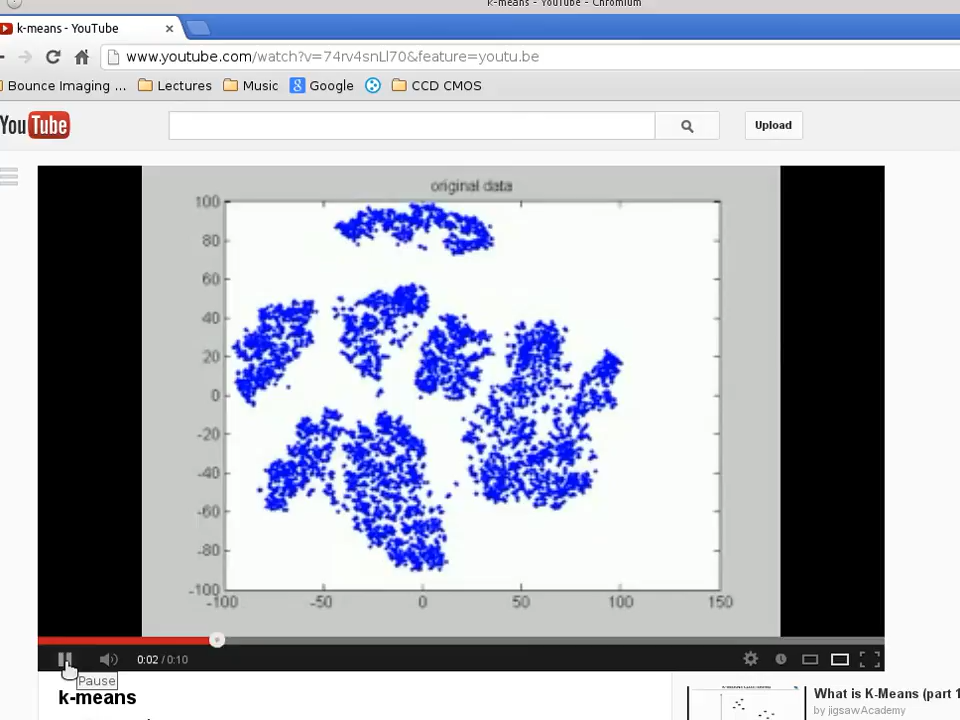 k-means - YouTube - Chromium
k-means - YouTube
www.youtube.com/watch?v=74rv4snLl70&feature=youtu.be
Bounce Imaging ... Lectures Music Google CCD CMOS
YouTube Upload
original data
100
80
60
40
20
0
-20
-40
-60
-80
-100
-100 -50 0 50 100 150
0:02 / 0:10
Pause
k-means
What is K-Means (part 1
by jigsawAcademy